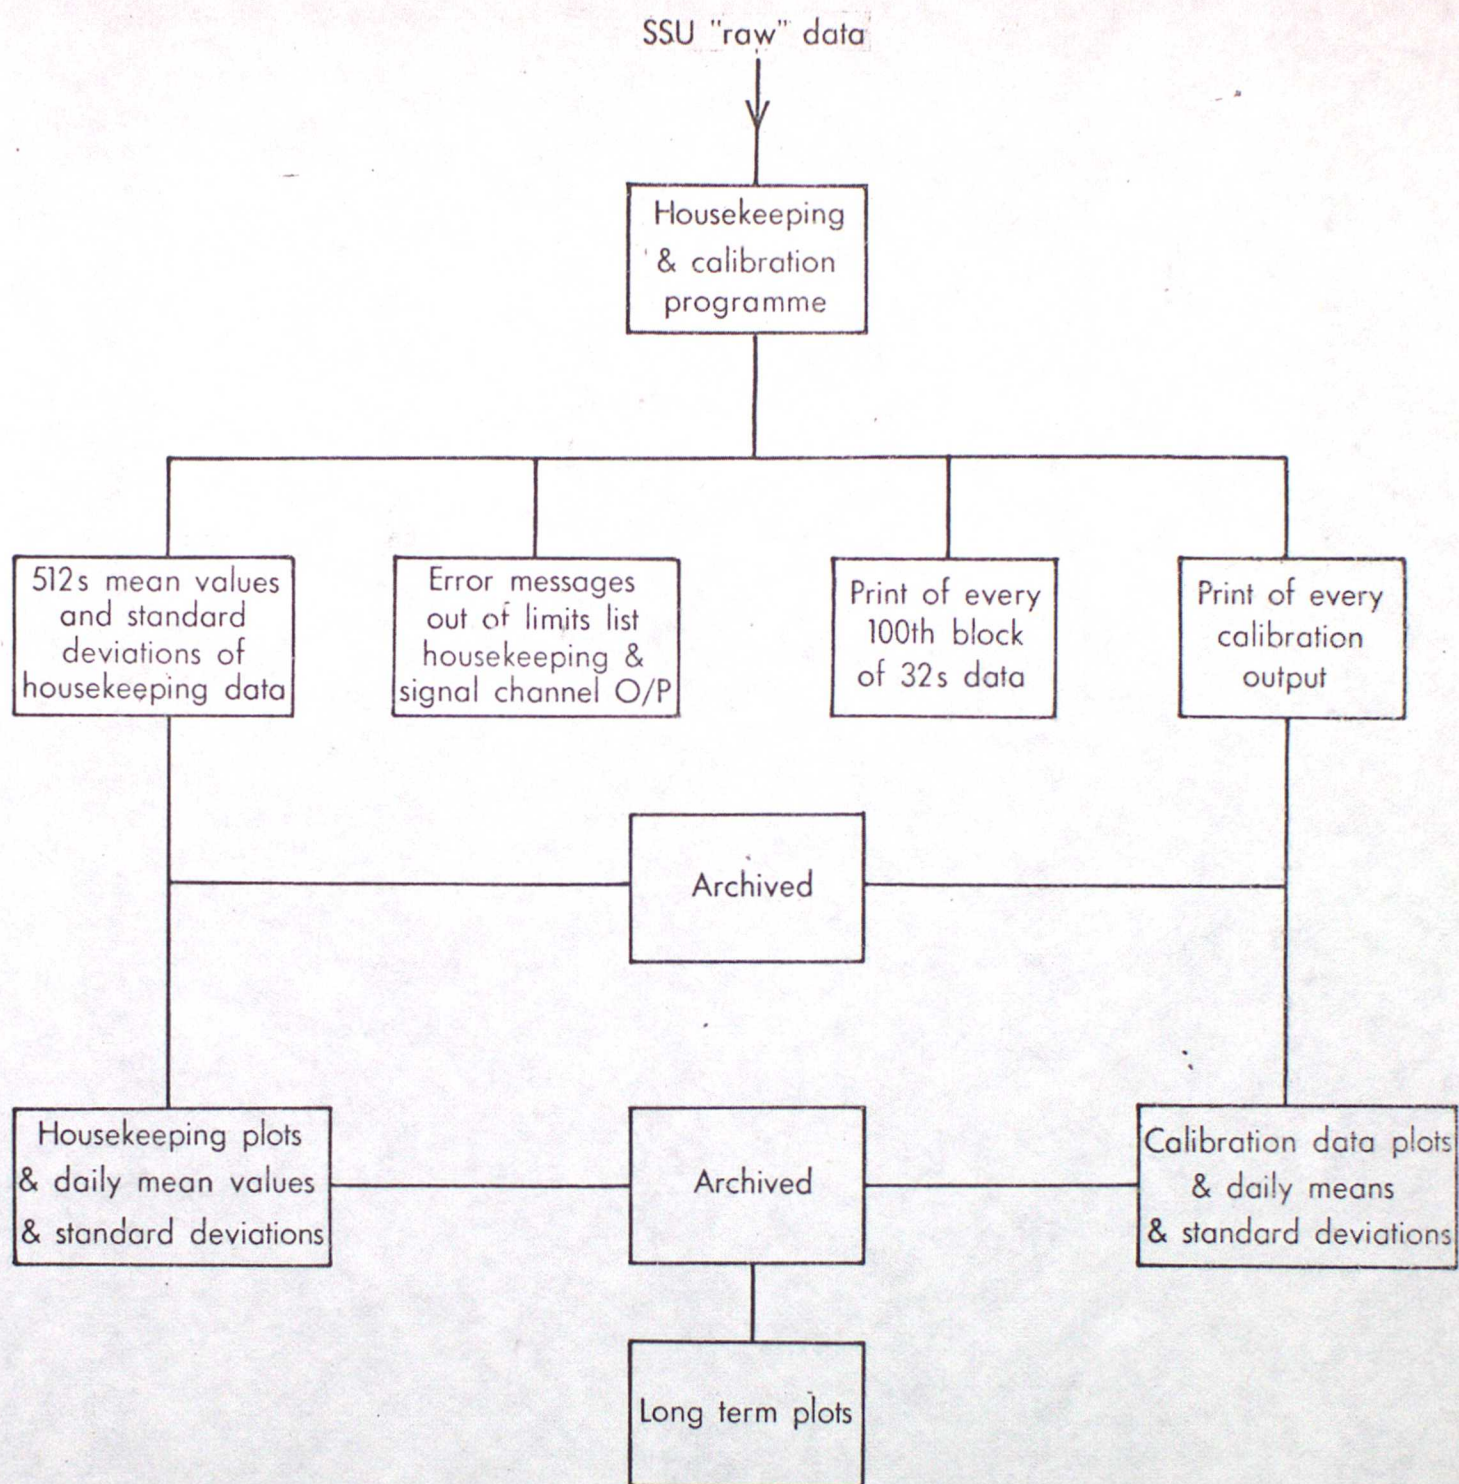 SSU "raw" data
Housekeeping
& calibration
programme
512s mean values
and standard
deviations of
housekeeping data
Error messages
out of limits list
housekeeping &
signal channel O/P
Print of every
100th block
of 32s data
Print of every
calibration
output
Archived
Housekeeping plots
& daily mean values
& standard deviations
Archived
Calibration data plots
& daily means
& standard deviations
Long term plots